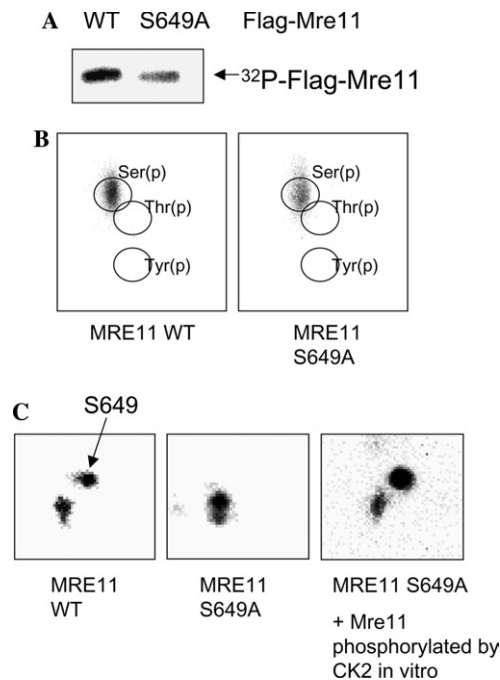 A WT S649A Flag-Mre11
32P-Flag-Mre11
B
Ser(p) Ser(p)
Thr(p) Thr(p)
Tyr(p) Tyr(p)
MRE11 WT MRE11
S649A
C S649
MRE11 MRE11 MRE11 S649A
WT S649A
+ Mre11
phosphorylated by
CK2 in vitro